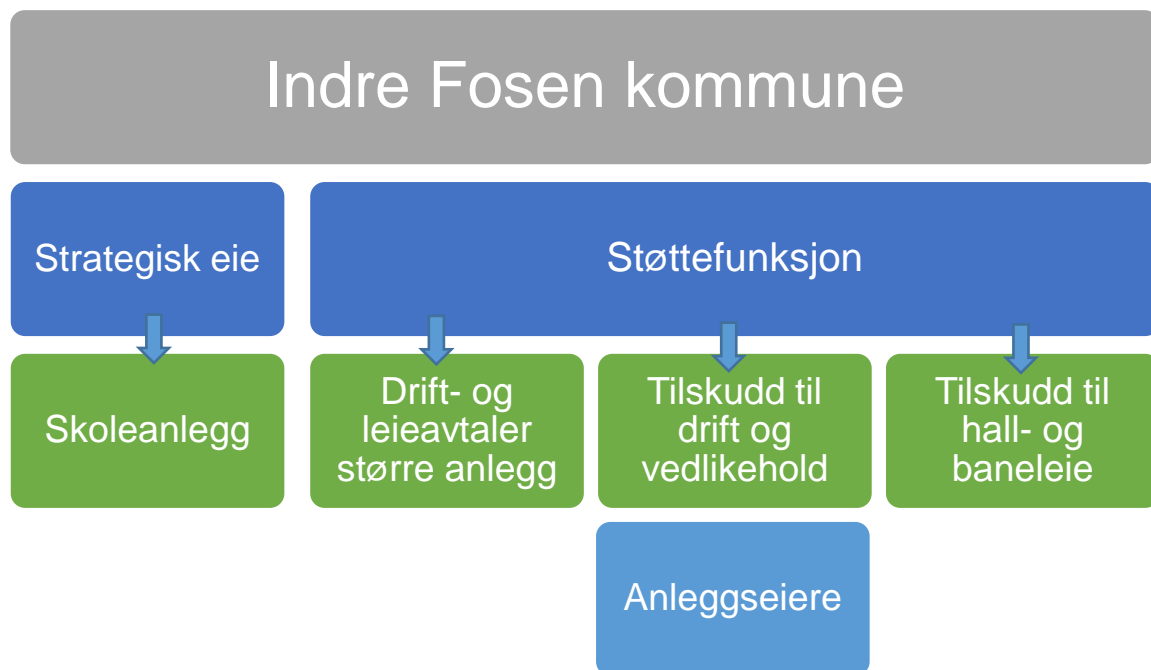 Indre Fosen kommune
Strategisk eie
Støttefunksjon
Skoleanlegg
Drift- og
leieavtaler
større anlegg
Tilskudd til
drift og
vedlikehold
Tilskudd til
hall- og
baneleie
Anleggseiere